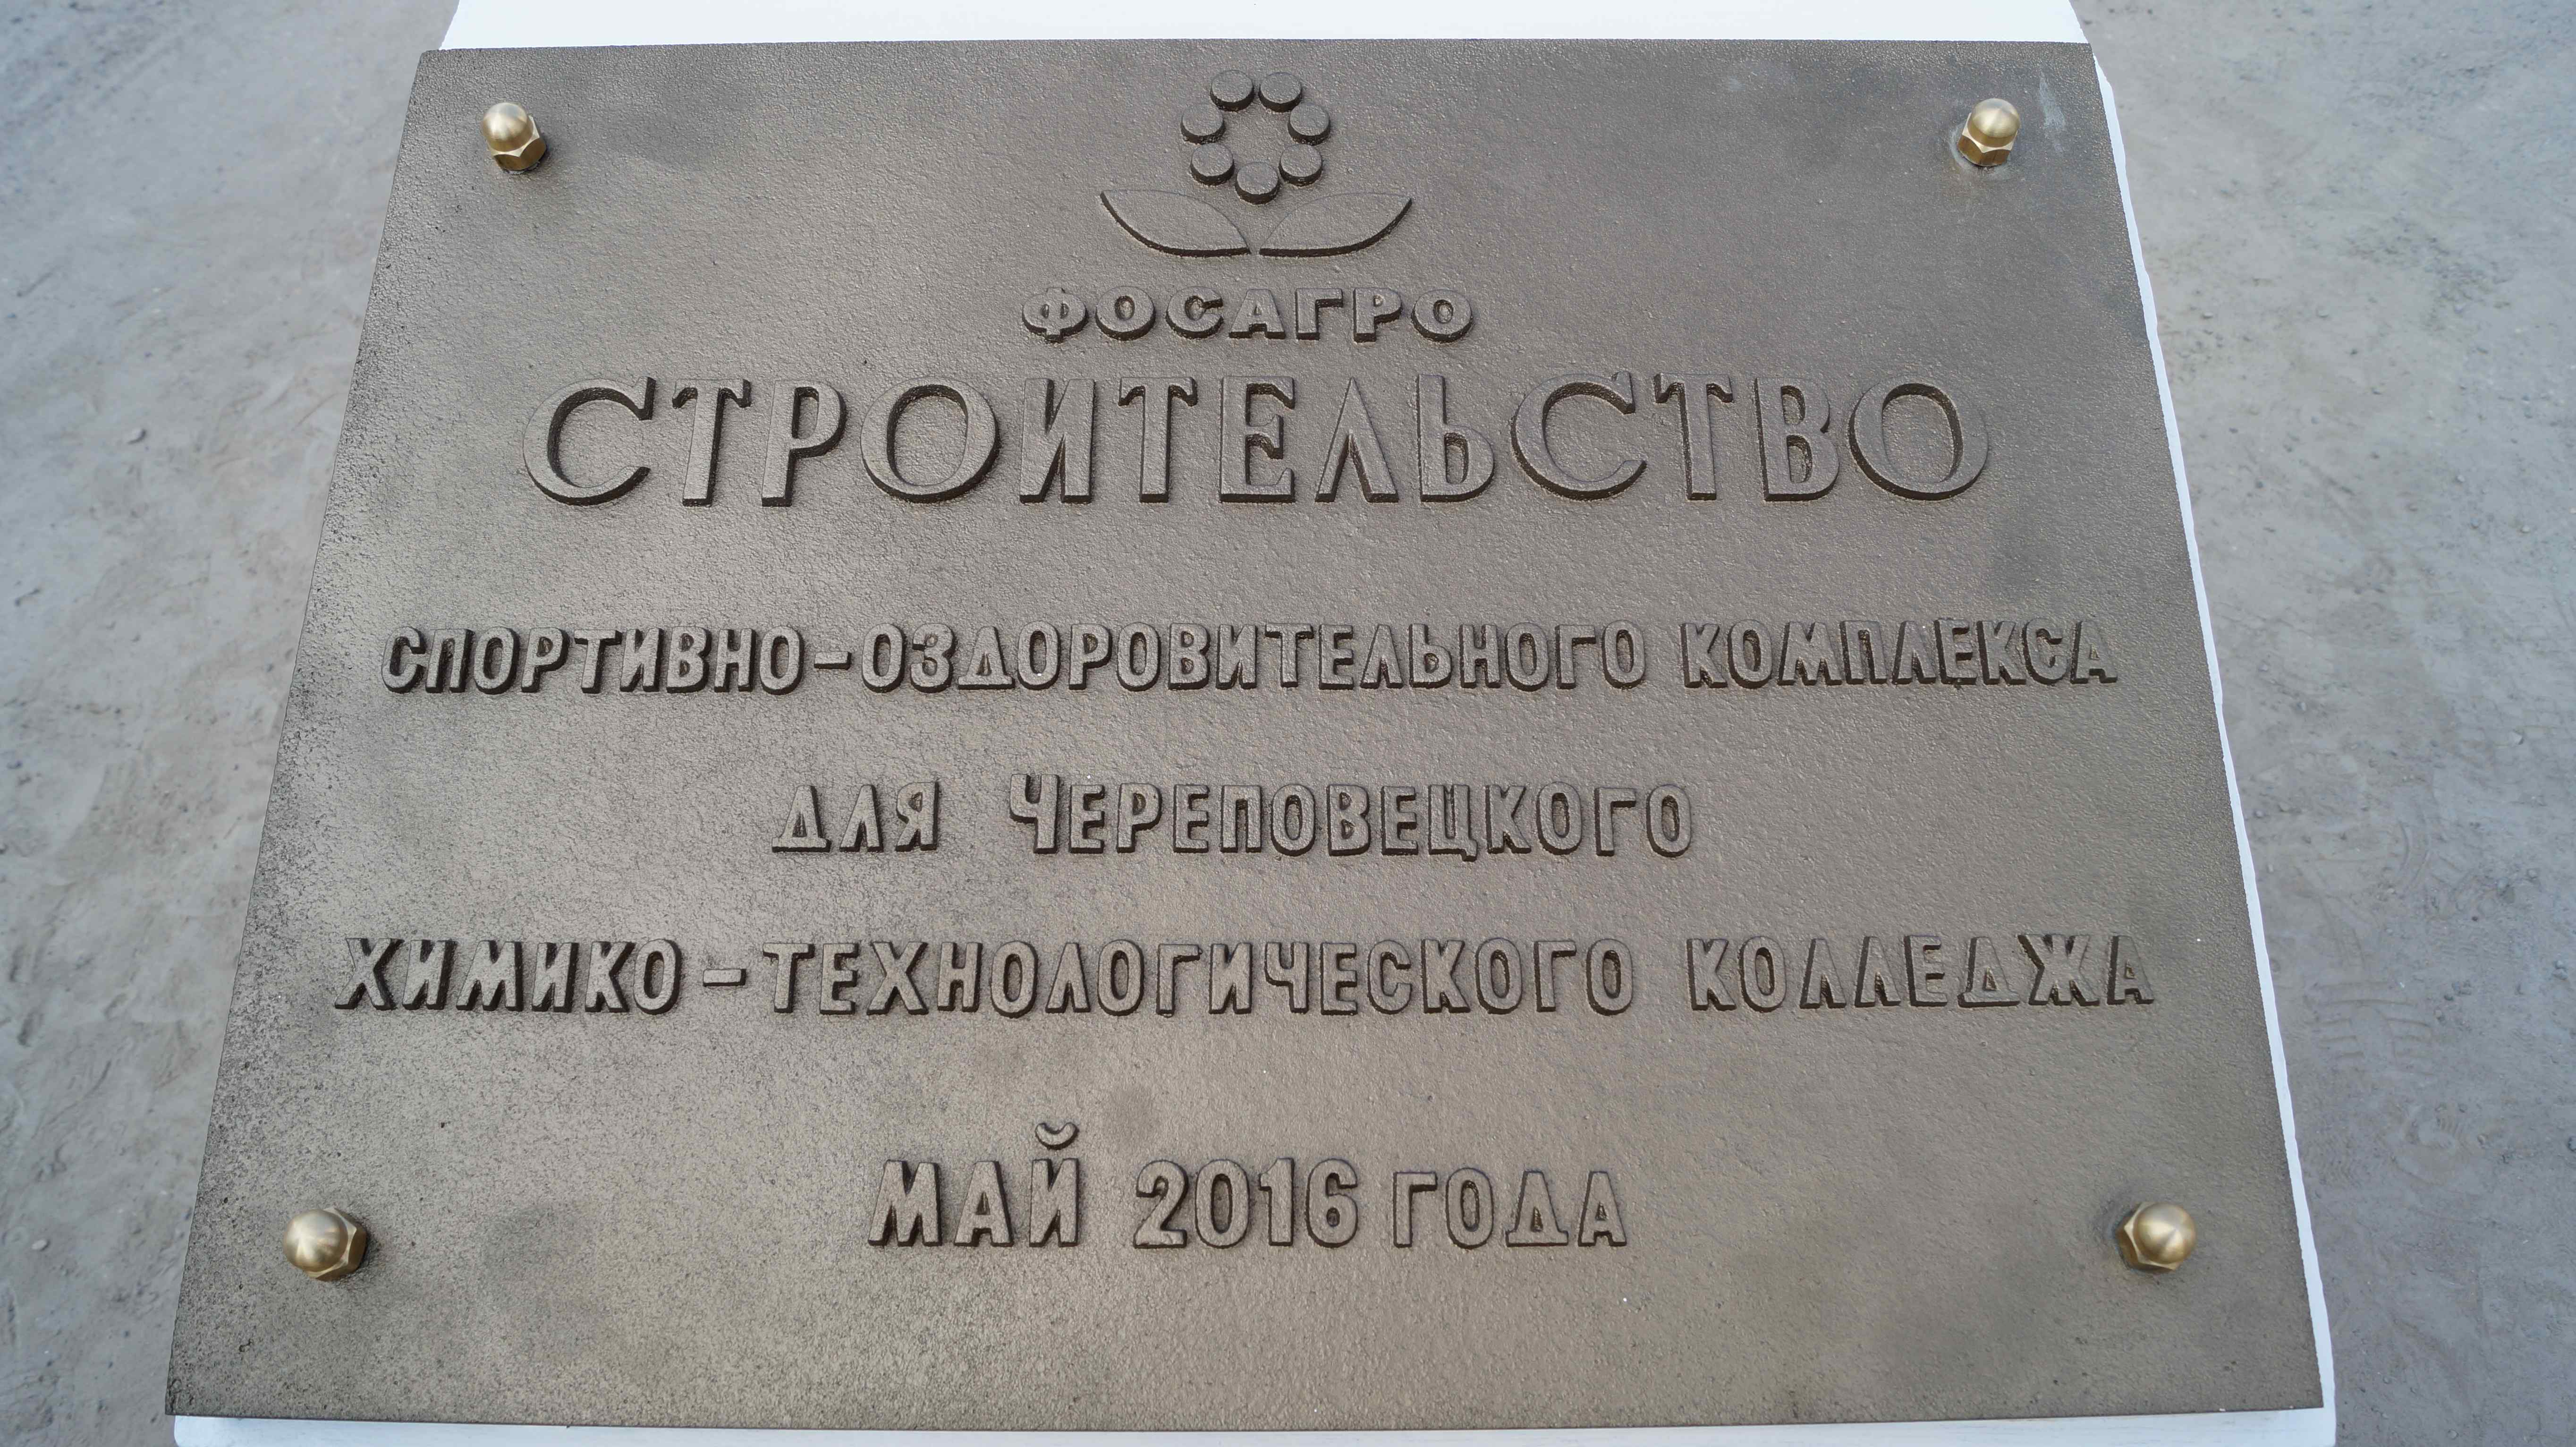 ФОСАГРО
СТРОИТЕЛЬСТВО
СПОРТИВНО-ОЗДОРОВИТЕЛЬНОГО КОМПЛЕКСА
ДЛЯ ЧЕРЕПОВЕЦКОГО
ХИМИКО-ТЕХНОЛОГИЧЕСКОГО КОЛЛЕДЖА
МАЙ 2016 ГОДА